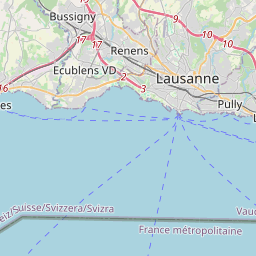 Bussigny
17
17
10
10
Renens
16
Ecublens VD
2
3
Lausanne
es
Pully
eiz/Suisse/Svizzera/Svizra
Vaud
France métropolitaine